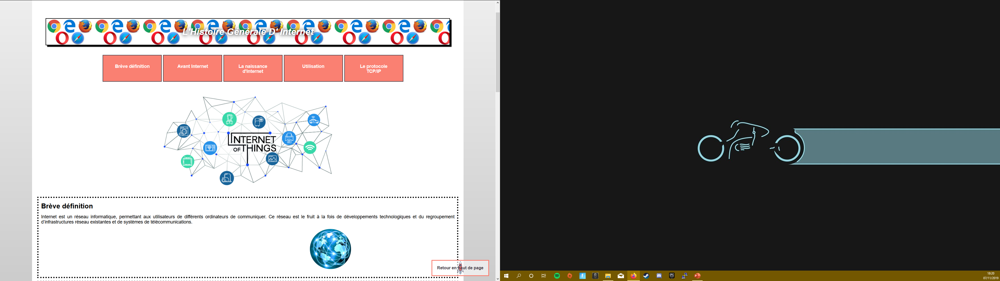 L'Histoire Générale D' Internet
Brève définition
Avant Internet
La naissance
d'Internet
Utilisation
Le protocole
TCP/IP
INTERNET
OF THINGS
Brève définition
Internet est un réseau informatique, permettant aux utilisateurs de différents ordinateurs de communiquer. Ce réseau est le fruit à la fois de développements technologiques et du regroupement
d'infrastructures réseau existantes et de systèmes de télécommunications.
Retour en haut de page
EPIC
18:20
07/11/2019